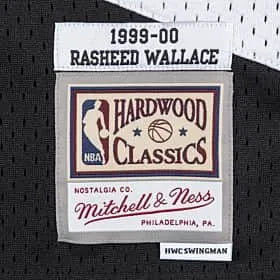 1999-00
RASHEED WALLACE
HARDWOOD
NBA
CLASSICS
NOSTALGIA CO.
Mitchell & Ness
PHILADELPHIA, PA.
HWC SWINGMAN